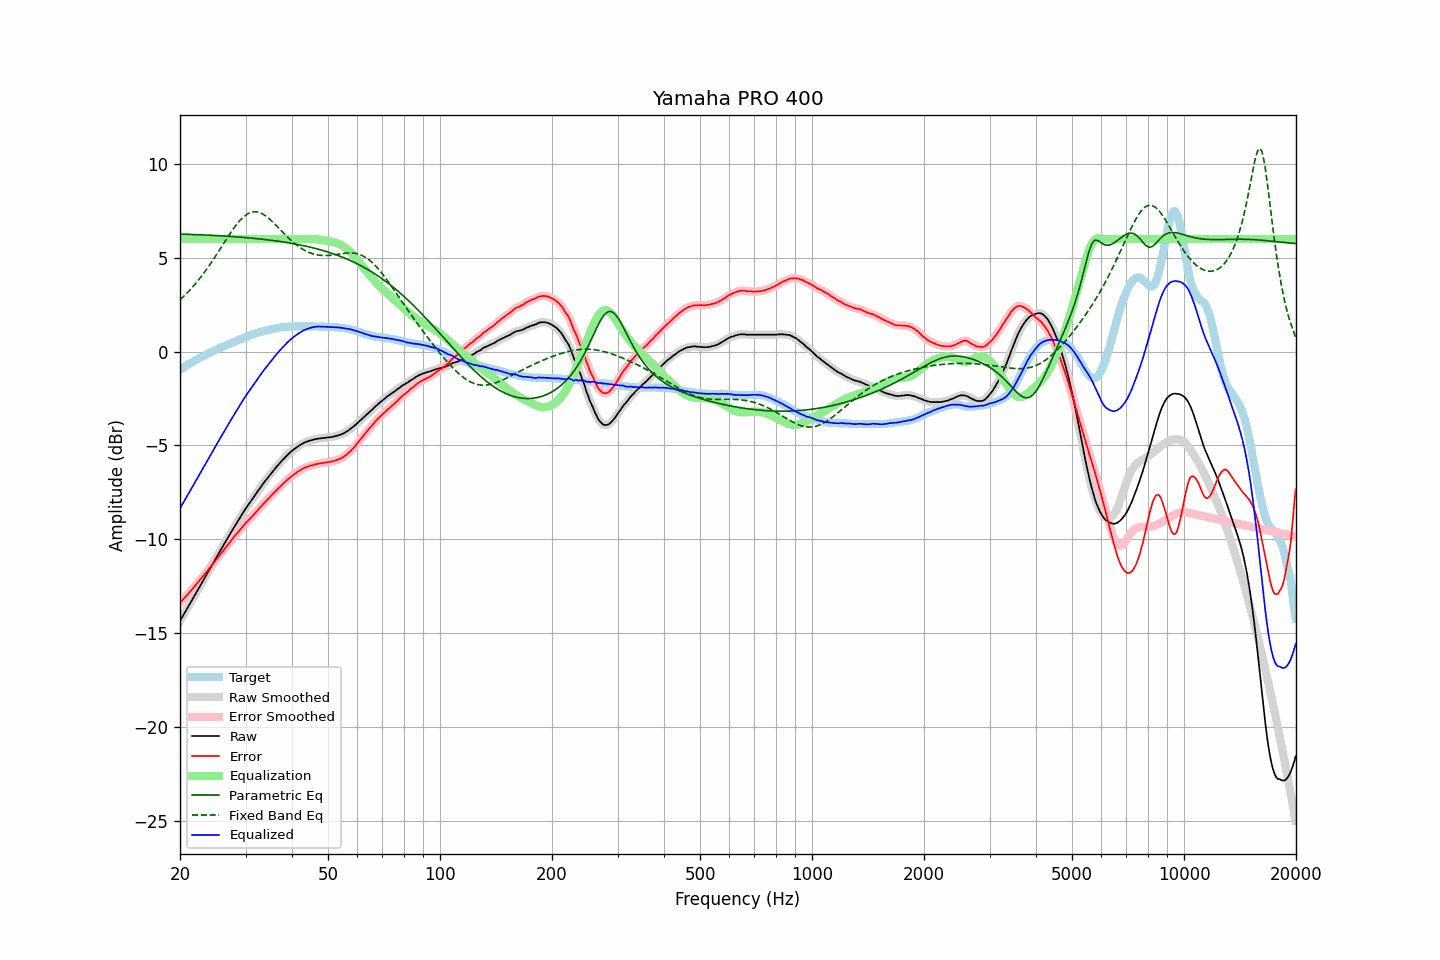 Yamaha PRO 400
Amplitude (dBr)
10
5
0
−5
−10
−15
−20
−25
Target
Raw Smoothed
Error Smoothed
Raw
Error
Equalization
Parametric Eq
Fixed Band Eq
Equalized
20 50 100 200 500 1000 2000 5000 10000 20000
Frequency (Hz)